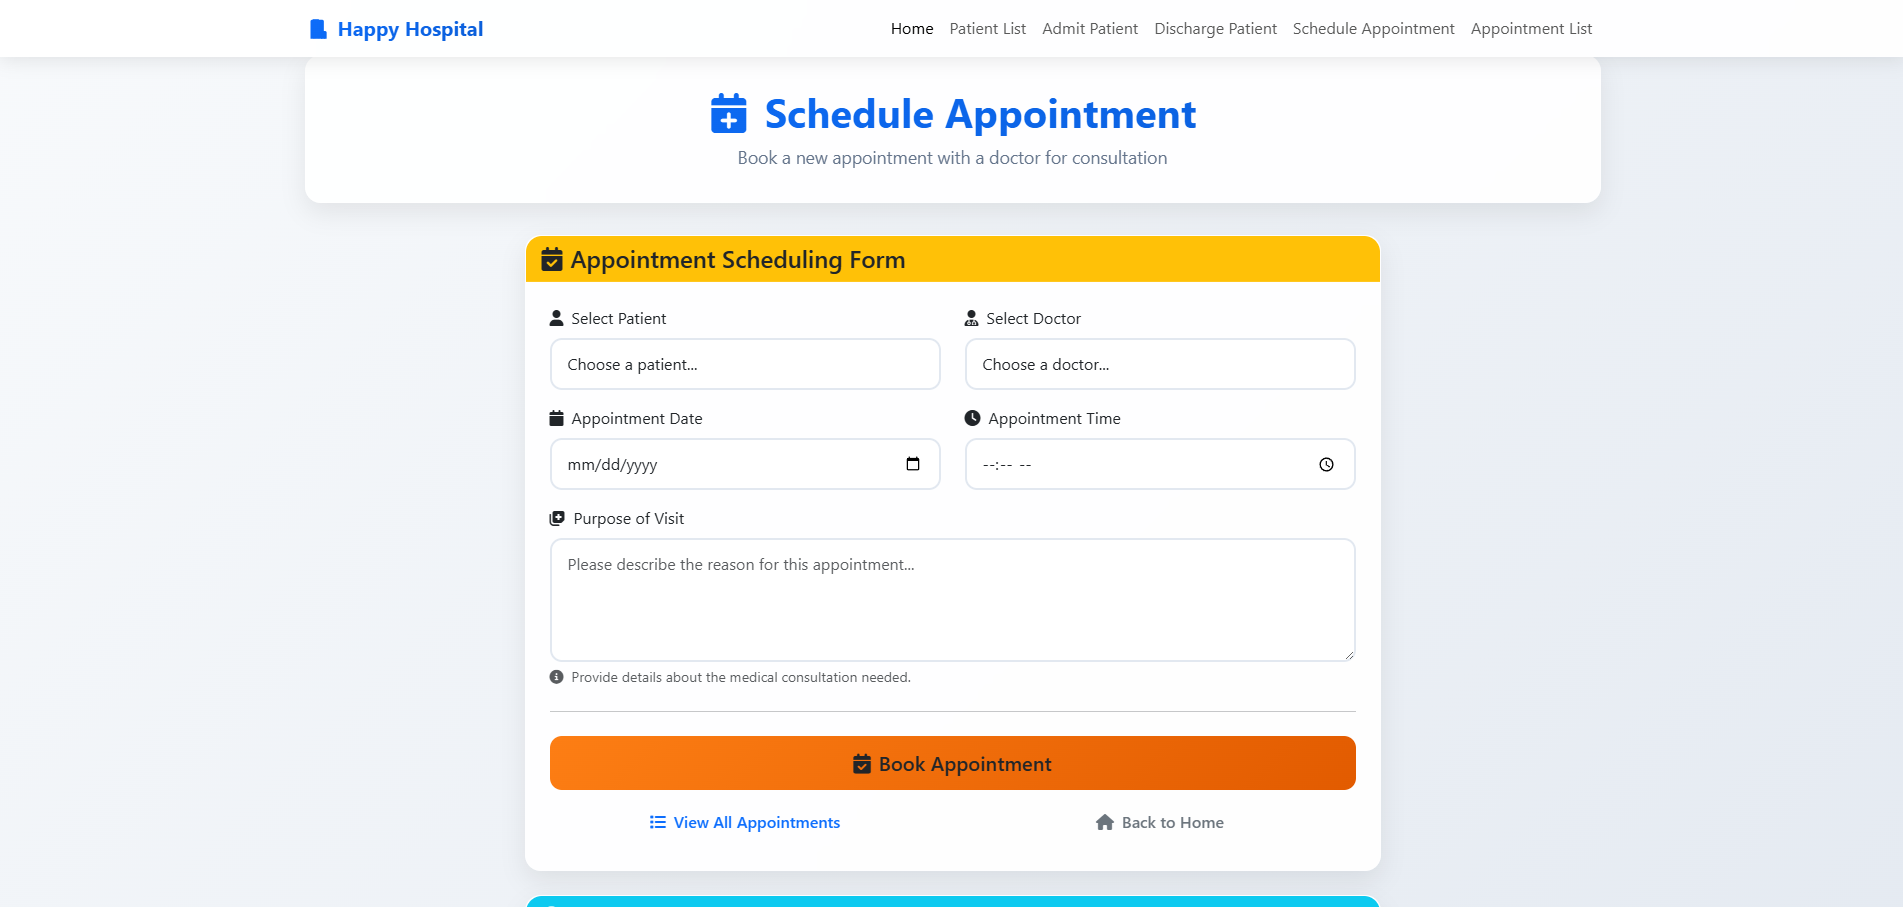 Happy Hospital
Home Patient List Admit Patient Discharge Patient Schedule Appointment Appointment List
Schedule Appointment
Book a new appointment with a doctor for consultation
Appointment Scheduling Form
Select Patient
Choose a patient...
Select Doctor
Choose a doctor...
Appointment Date
mm/dd/yyyy
Appointment Time
--:-- --
Purpose of Visit
Please describe the reason for this appointment...
Provide details about the medical consultation needed.
Book Appointment
View All Appointments
Back to Home